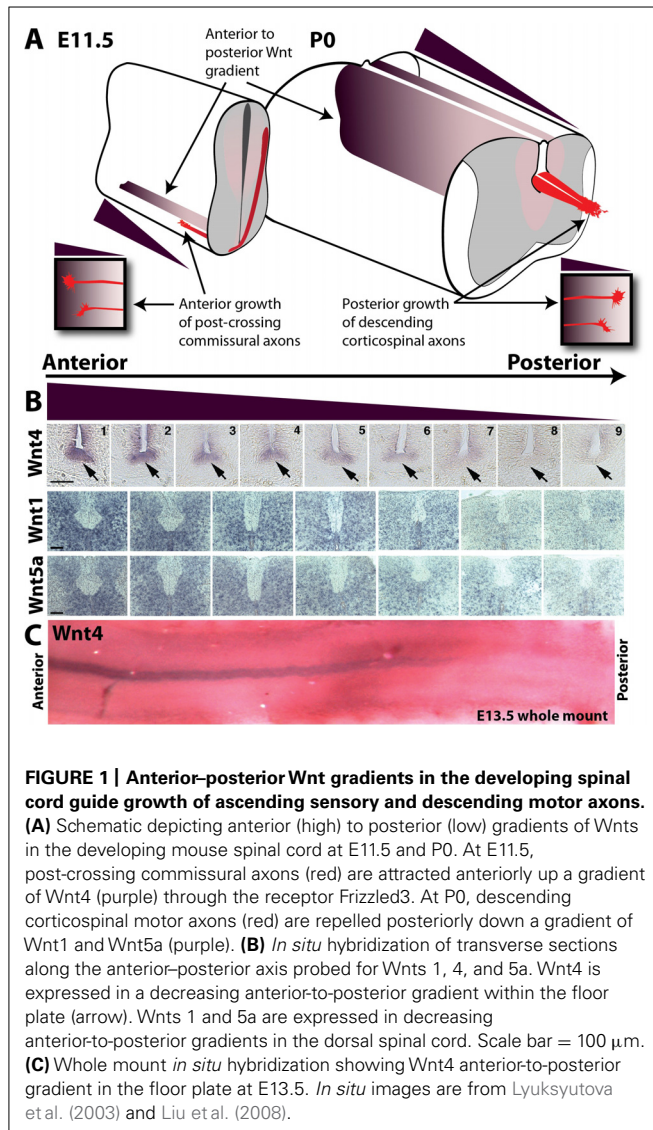 A E11.5
Anterior to
posterior Wnt
gradient
P0
Anterior growth
of post-crossing
commissural axons
Posterior growth
of descending
corticospinal axons
Anterior
Posterior
B
Wnt4
1 2 3 4 5 6 7 8 9
Wnt1
Wnt5a
C Wnt4
Anterior
Posterior
E13.5 whole mount
FIGURE 1 | Anterior–posterior Wnt gradients in the developing spinal
cord guide growth of ascending sensory and descending motor axons.
(A) Schematic depicting anterior (high) to posterior (low) gradients of Wnts
in the developing mouse spinal cord at E11.5 and P0. At E11.5,
post-crossing commissural axons (red) are attracted anteriorly up a gradient
of Wnt4 (purple) through the receptor Frizzled3. At P0, descending
corticospinal motor axons (red) are repelled posteriorly down a gradient of
Wnt1 and Wnt5a (purple). (B) In situ hybridization of transverse sections
along the anterior–posterior axis probed for Wnts 1, 4, and 5a. Wnt4 is
expressed in a decreasing anterior-to-posterior gradient within the floor
plate (arrow). Wnts 1 and 5a are expressed in decreasing
anterior-to-posterior gradients in the dorsal spinal cord. Scale bar = 100 μm.
(C) Whole mount in situ hybridization showing Wnt4 anterior-to-posterior
gradient in the floor plate at E13.5. In situ images are from Lyuksyutova
et al. (2003) and Liu et al. (2008).